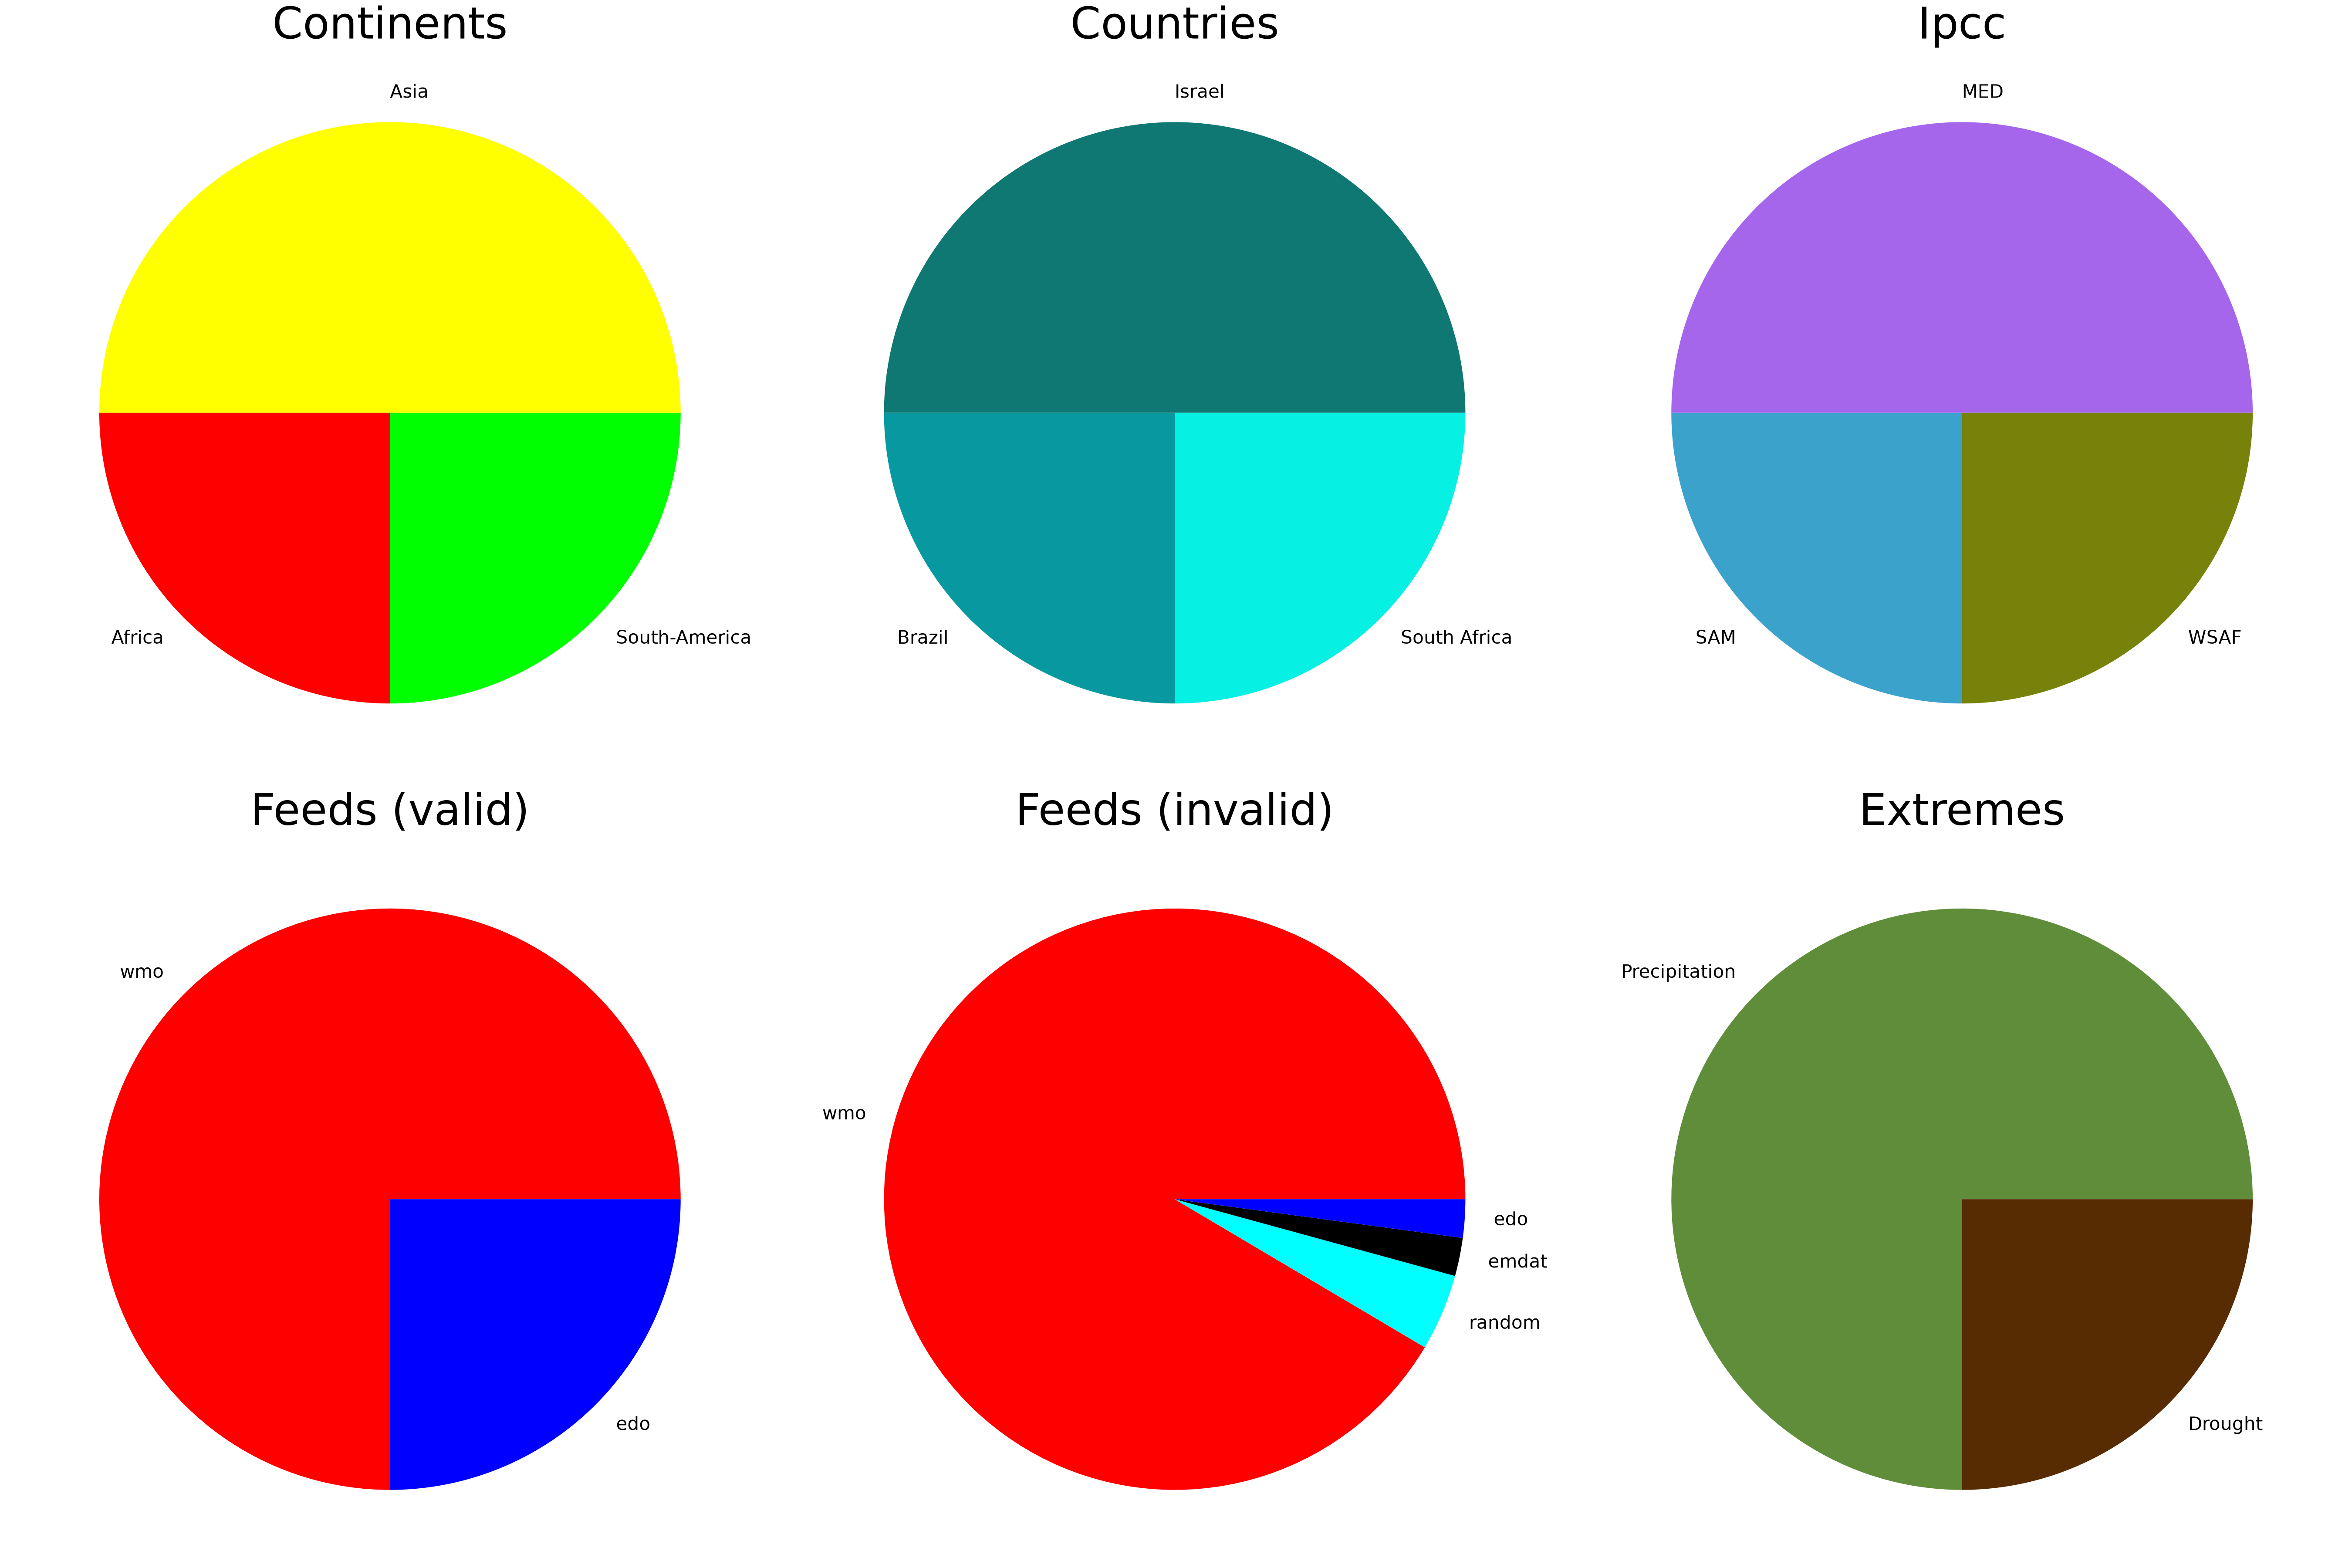 Continents
Countries
Ipcc
Asia
Israel
MED
Africa
South-America
Brazil
South Africa
SAM
WSAF
Feeds (valid)
Feeds (invalid)
Extremes
wmo
edo
wmo
edo
emdat
random
Precipitation
Drought